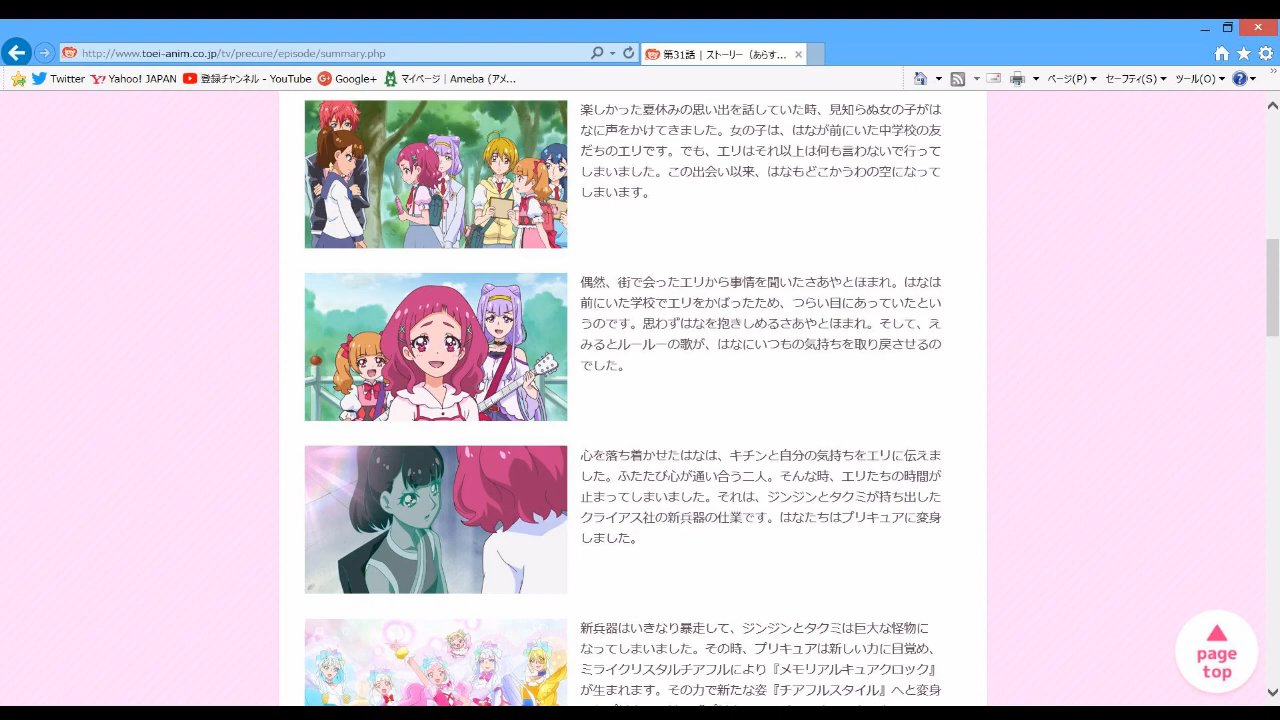 http://www.toei-anim.co.jp/tv/precure/episode/summary.php
第31話 | ストーリー（あらす...
Twitter Yahoo! JAPAN 登録チャンネル - YouTube Google+ マイページ｜Ameba (アメ...
ページ(P) セーフティ(S) ツール(O)
楽しかった夏休みの思い出を話していた時、見知らぬ女の子がは
なに声をかけてきました。女の子は、はなが前にいた中学校の友
だちのエリです。でも、エリはそれ以上は何も言わないで行って
しまいました。この出会い以来、はなもどこかうわの空になって
しまいます。
偶然、街で会ったエリから事情を聞いたさあやとほまれ。はなは
前にいた学校でエリをかばったため、つらい目にあっていたとい
うのです。思わずはなを抱きしめるさあやとほまれ。そして、え
みるとルールーの歌が、はなにいつもの気持ちを取り戻させるの
でした。
心を落ち着かせたはなは、キチンと自分の気持ちをエリに伝えま
した。ふたたび心が通い合う二人。そんな時、エリたちの時間が
止まってしまいました。それは、ジンジンとタクミが持ち出した
クライアス社の新兵器の仕業です。はなたちはプリキュアに変身
しました。
新兵器はいきなり暴走して、ジンジンとタクミは巨大な怪物に
なってしまいました。その時、プリキュアは新しい力に目覚め、
ミライクリスタルチアフルにより『メモリアルキュアクロック』
が生まれます。その力で新たな姿『チアフルスタイル』へと変身
page
top